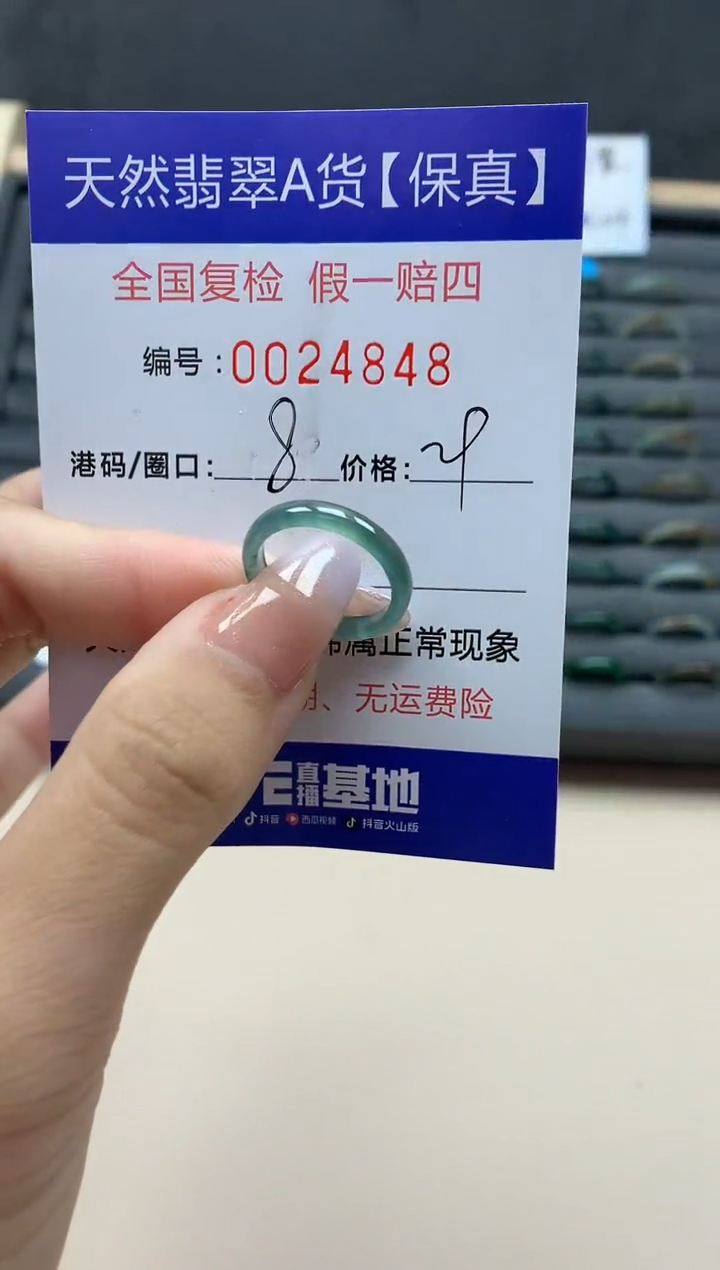 天然翡翠A货【保真】
全国复检 假一赔四
编号:0024848
港码/圈口:8 价格:
属正常现象
、无运费险
直播基地
抖音 西瓜视频 抖音火山版